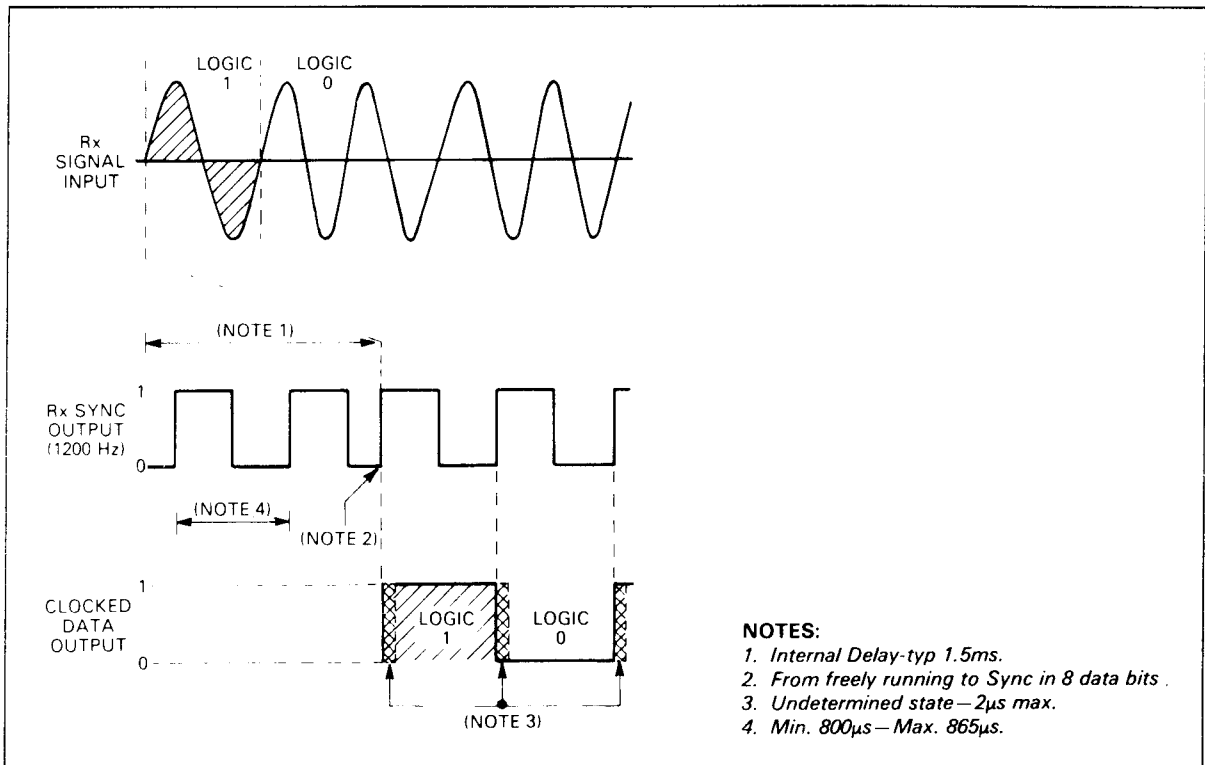 LOGIC
1
LOGIC
0
Rx
SIGNAL
INPUT
(NOTE 1)
1
Rx SYNC
OUTPUT
(1200 Hz)
0
(NOTE 4)
(NOTE 2)
1
CLOCKED
DATA
OUTPUT
0
LOGIC
1
LOGIC
0
(NOTE 3)
NOTES:
1. Internal Delay-typ 1.5ms.
2. From freely running to Sync in 8 data bits.
3. Undetermined state—2µs max.
4. Min. 800µs—Max. 865µs.